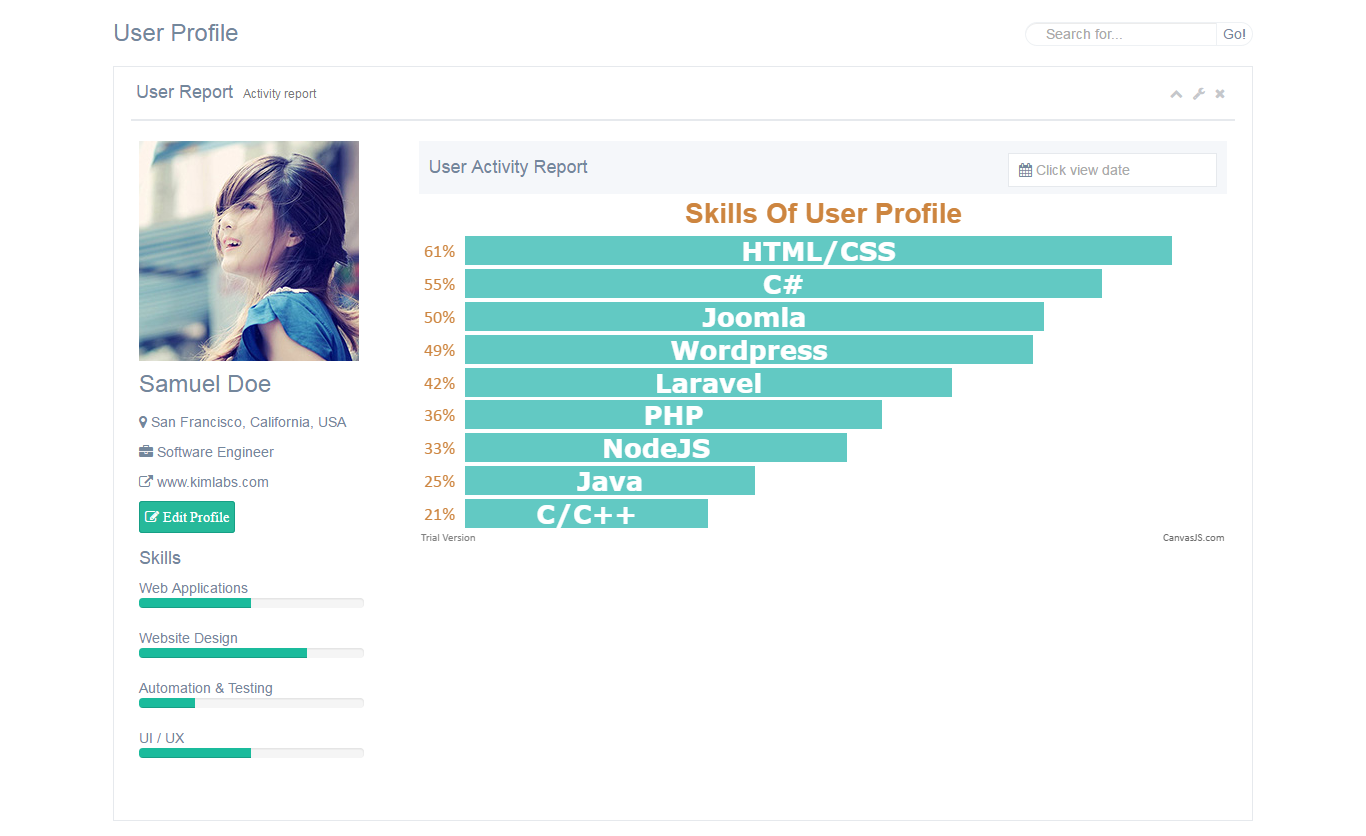 User Profile
Search for... Go!
User Report Activity report
Samuel Doe
San Francisco, California, USA
Software Engineer
www.kimlabs.com
Edit Profile
Skills
Web Applications
Website Design
Automation & Testing
UI / UX
User Activity Report
Click view date
Skills Of User Profile
61% HTML/CSS
55% C#
50% Joomla
49% Wordpress
42% Laravel
36% PHP
33% NodeJS
25% Java
21% C/C++
Trial Version CanvasJS.com